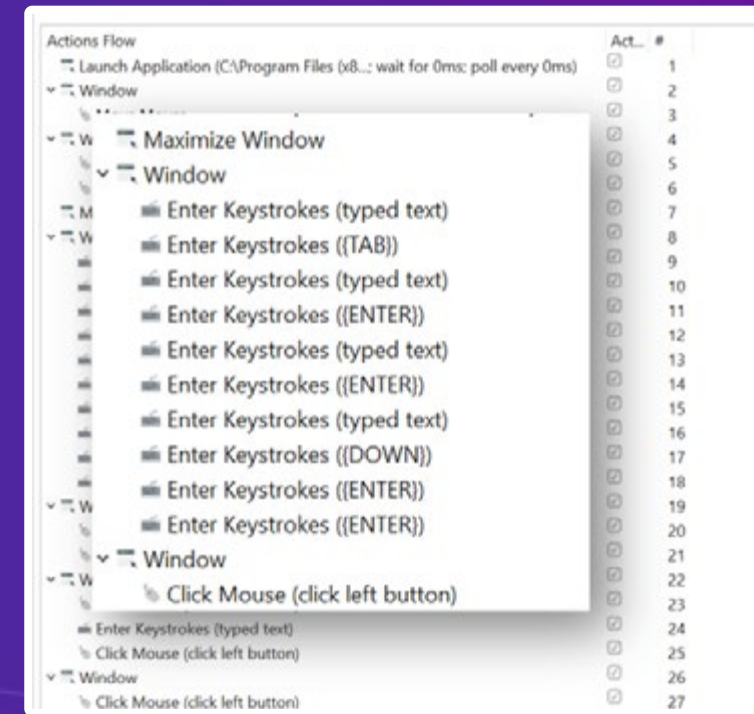 Actions Flow Act... #
Launch Application (C:\Program Files (x8...; wait for 0ms; poll every 0ms) 1
Window 2
3
W 4
5
6
M 7
W 8
9
10
11
12
13
14
15
16
17
18
W 19
20
21
W 22
23
Enter Keystrokes (typed text) 24
Click Mouse (click left button) 25
Window 26
Click Mouse (click left button) 27
Maximize Window
Window
Enter Keystrokes (typed text)
Enter Keystrokes ({TAB})
Enter Keystrokes (typed text)
Enter Keystrokes ({ENTER})
Enter Keystrokes (typed text)
Enter Keystrokes ({ENTER})
Enter Keystrokes (typed text)
Enter Keystrokes ({DOWN})
Enter Keystrokes ({ENTER})
Enter Keystrokes ({ENTER})
Window
Click Mouse (click left button)